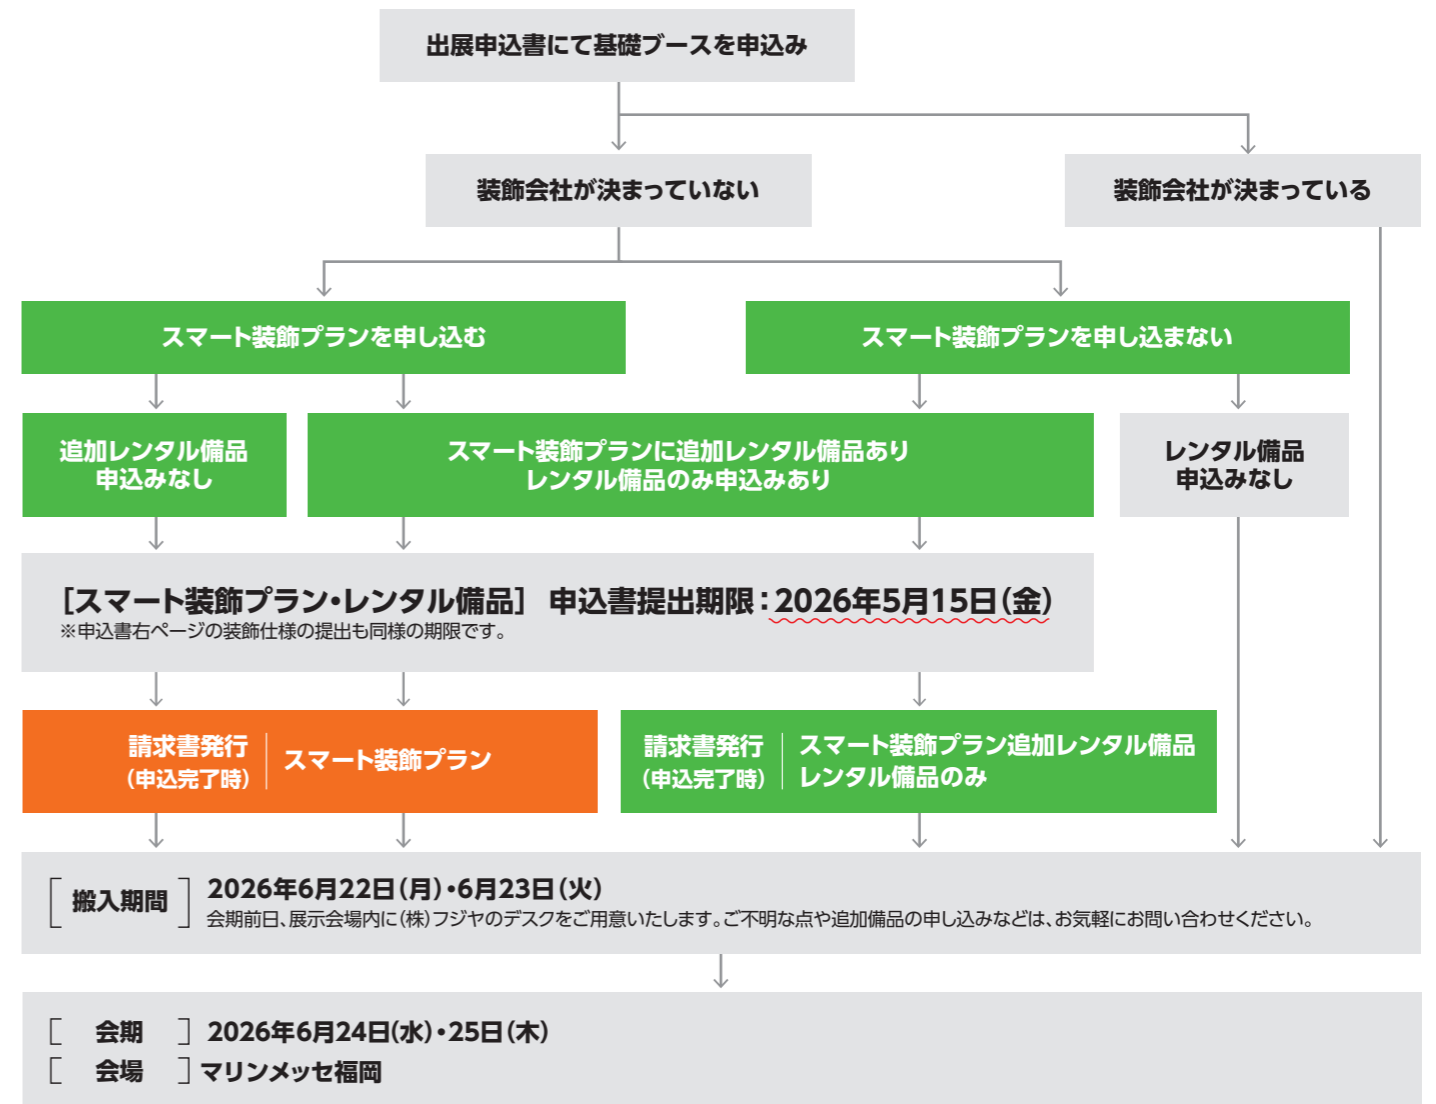 出展申込書にて基礎ブースを申込み
装飾会社が決まっていない
装飾会社が決まっている
スマート装飾プランを申し込む
スマート装飾プランを申し込まない
追加レンタル備品
申込みなし
スマート装飾プランに追加レンタル備品あり
レンタル備品のみ申込みあり
レンタル備品
申込みなし
[スマート装飾プラン・レンタル備品] 申込書提出期限：2026年5月15日（金）
※申込書右ページの装飾仕様の提出も同様の期限です。
請求書発行
（申込完了時）
スマート装飾プラン
請求書発行
（申込完了時）
スマート装飾プラン追加レンタル備品
レンタル備品のみ
[搬入期間] 2026年6月22日（月）・6月23日（火）
会期前日、展示会場内に（株）フジヤのデスクをご用意いたします。ご不明な点や追加備品の申し込みなどは、お気軽にお問い合わせください。
[会期] 2026年6月24日（水）・25日（木）
[会場] マリンメッセ福岡